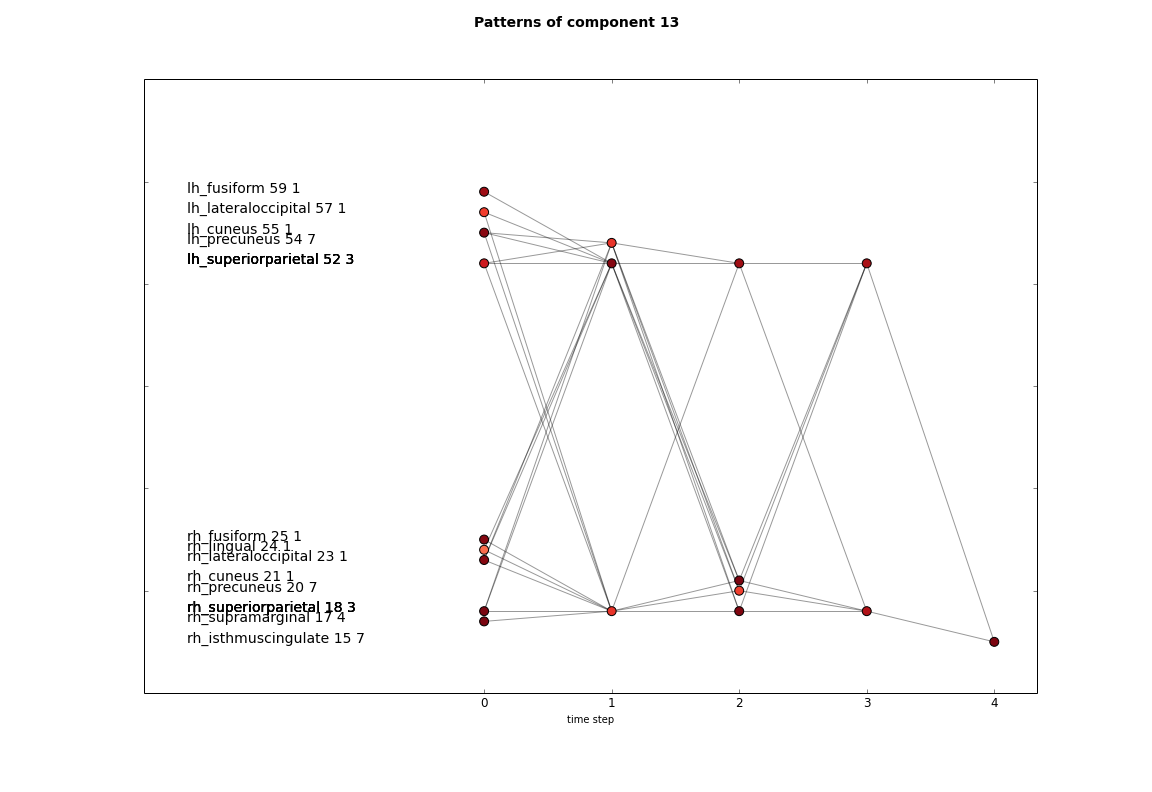 Patterns of component 13
lh_fusiform 59 1
lh_lateraloccipital 57 1
lh_cuneus 55 1
lh_precuneus 54 7
lh_superiorparietal 52 3
rh_fusiform 25 1
rh_lingual 24 1
rh_lateraloccipital 23 1
rh_cuneus 21 1
rh_precuneus 20 7
rh_superiorparietal 18 3
rh_supramarginal 17 4
rh_isthmuscingulate 15 7
0 1 2 3 4
time step